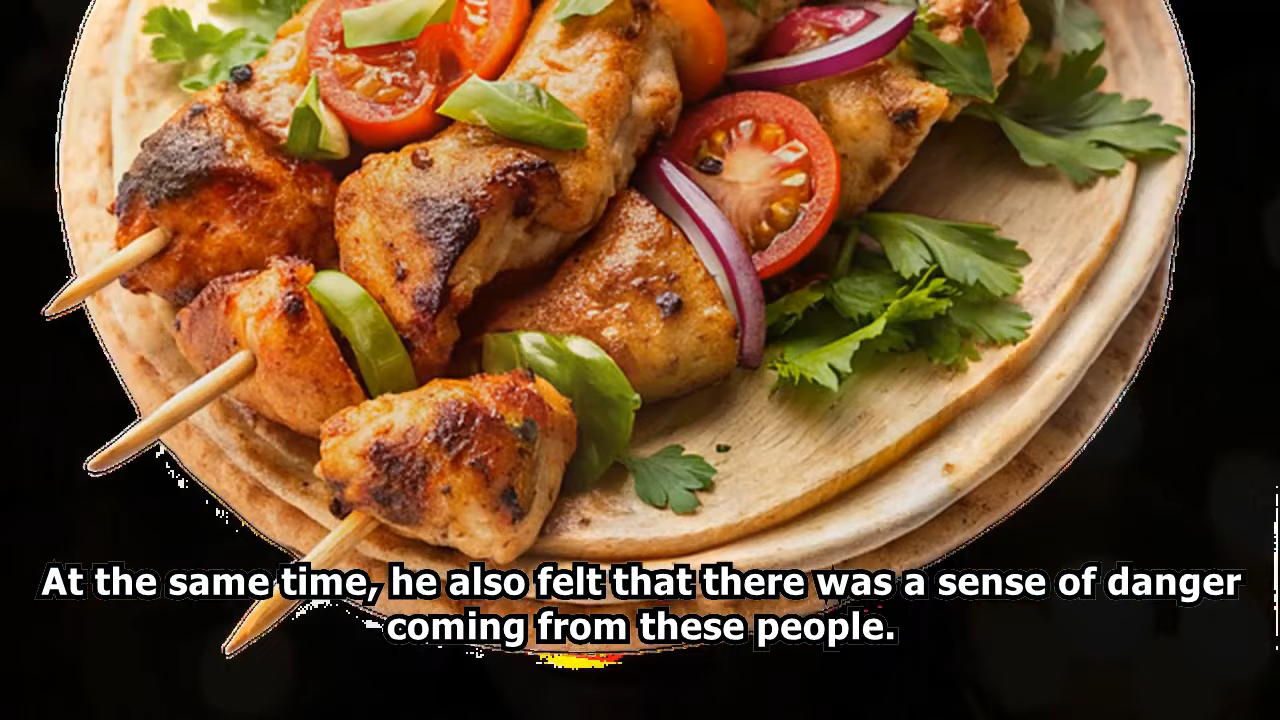 At the same time, he also felt that there was a sense of danger
coming from these people.